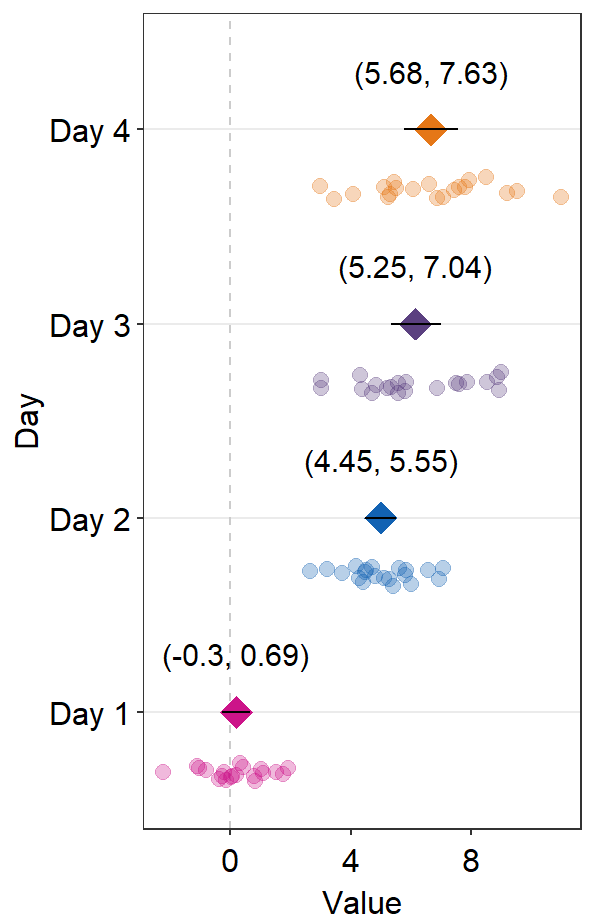 (5.68, 7.63)
Day 4
(5.25, 7.04)
Day 3
Day
(4.45, 5.55)
Day 2
(-0.3, 0.69)
Day 1
0 4 8
Value